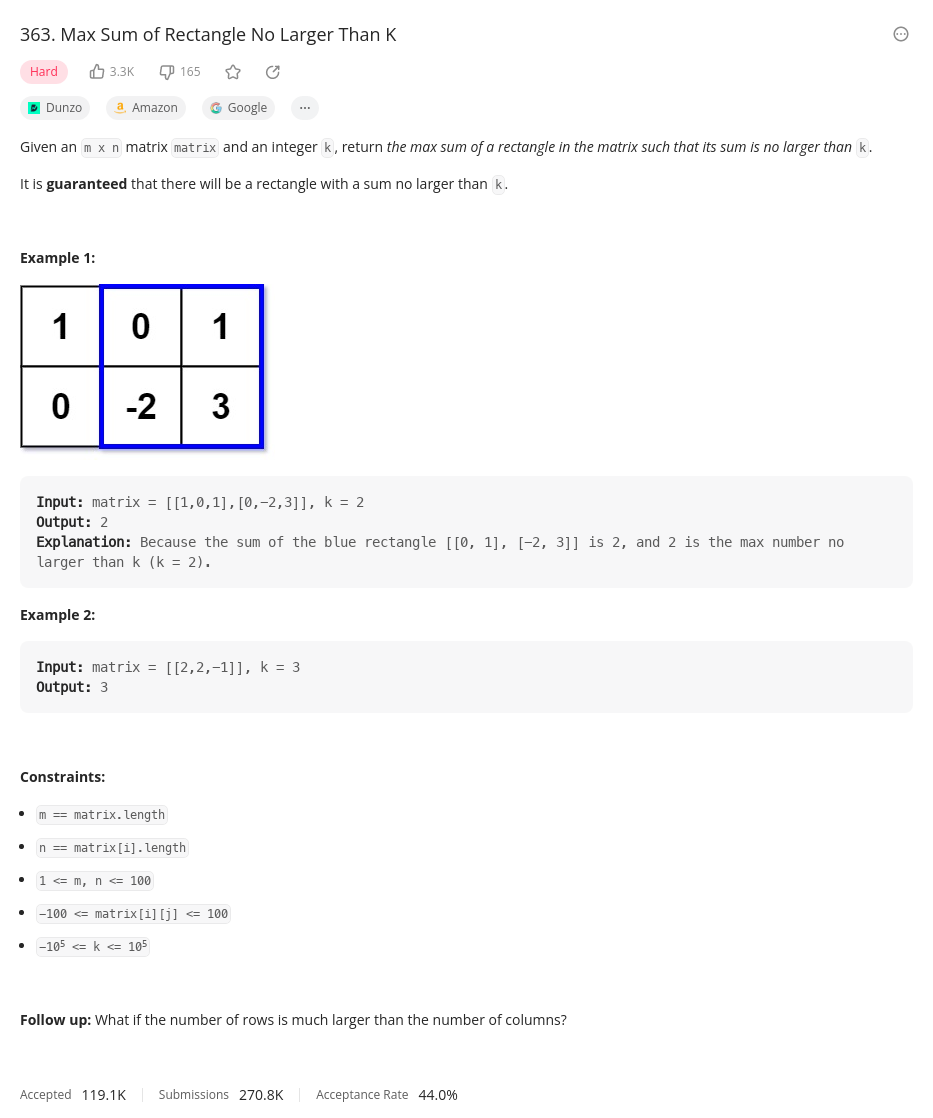 363. Max Sum of Rectangle No Larger Than K
Hard 3.3K 165
Dunzo Amazon Google ...
Given an m x n matrix matrix and an integer k, return the max sum of a rectangle in the matrix such that its sum is no larger than k.
It is guaranteed that there will be a rectangle with a sum no larger than k.
Example 1:
1 0 1
0 -2 3
Input: matrix = [[1,0,1],[0,−2,3]], k = 2
Output: 2
Explanation: Because the sum of the blue rectangle [[0, 1], [−2, 3]] is 2, and 2 is the max number no
larger than k (k = 2).
Example 2:
Input: matrix = [[2,2,−1]], k = 3
Output: 3
Constraints:
• m == matrix.length
• n == matrix[i].length
• 1 <= m, n <= 100
• −100 <= matrix[i][j] <= 100
• −10⁵ <= k <= 10⁵
Follow up: What if the number of rows is much larger than the number of columns?
Accepted 119.1K Submissions 270.8K Acceptance Rate 44.0%